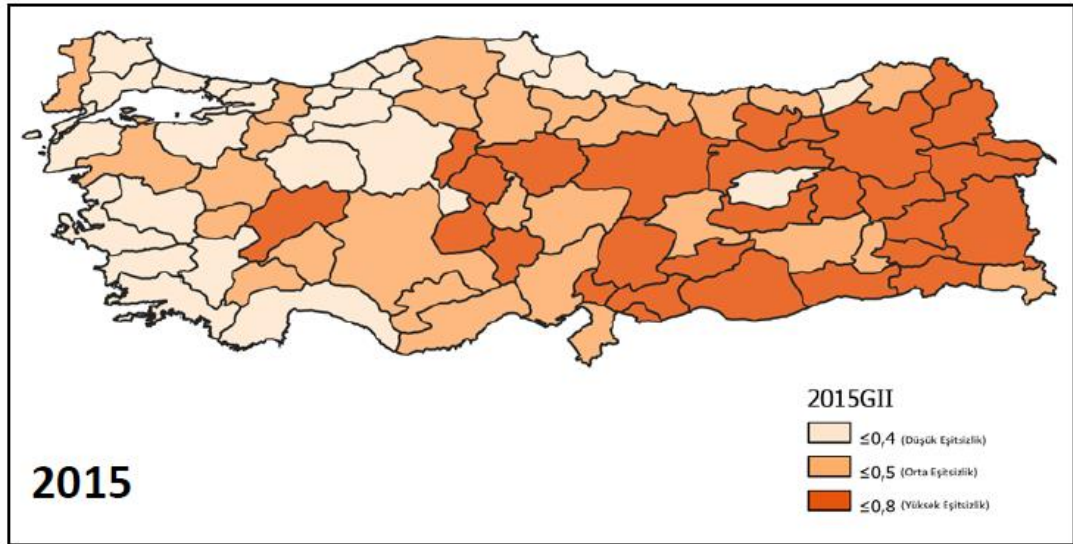 2015GII
≤0,4 (Düşük Eşitsizlik)
≤0,5 (Orta Eşitsizlik)
≤0,8 (Yüksek Eşitsizlik)
2015